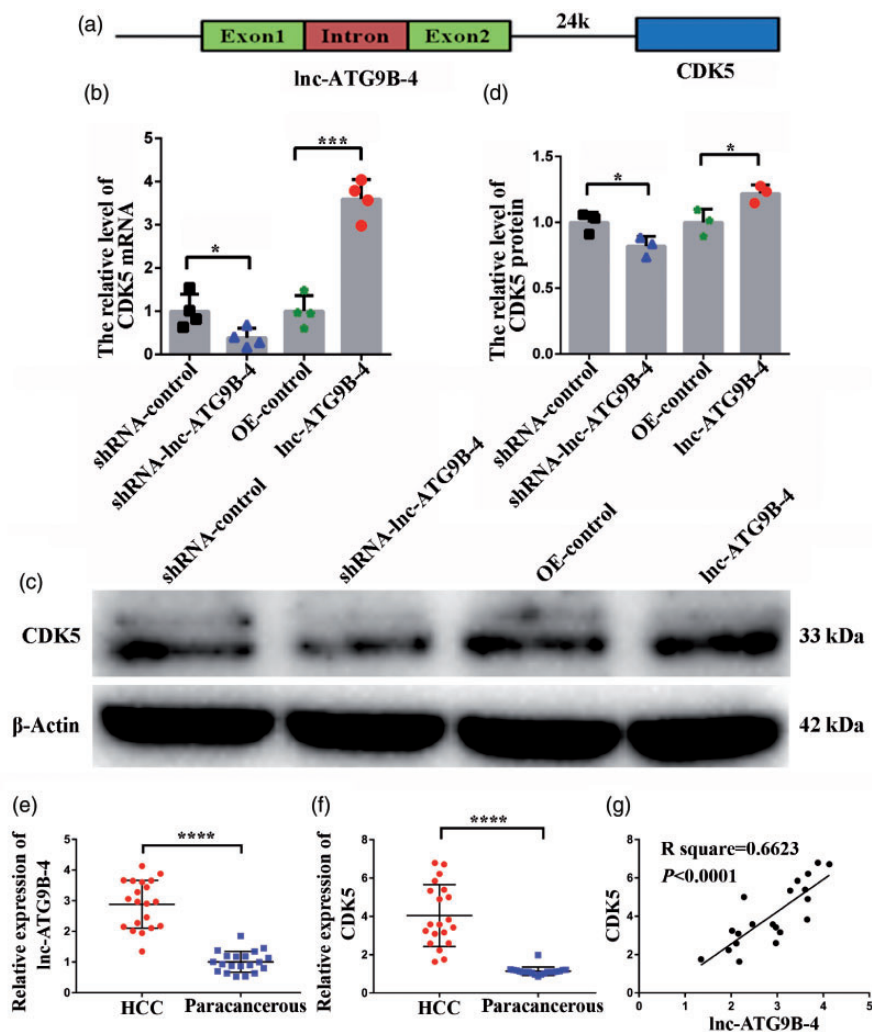 (a)
Exon1 Intron Exon2 24k
lnc-ATG9B-4 CDK5
(b)
The relative level of
CDK5 mRNA
5
4
3
2
1
0
*
***
shRNA-control
shRNA-lnc-ATG9B-4
OE-control
lnc-ATG9B-4
(d)
The relative level of
CDK5 protein
1.5
1.0
0.5
0.0
*
*
shRNA-control
shRNA-lnc-ATG9B-4
OE-control
lnc-ATG9B-4
(c)
shRNA-control
shRNA-lnc-ATG9B-4
OE-control
lnc-ATG9B-4
CDK5 33 kDa
β-Actin 42 kDa
(e)
Relative expression of
lnc-ATG9B-4
5
4
3
2
1
0
****
HCC Paracancerous
(f)
Relative expression of
CDK5
8
6
4
2
0
****
HCC Paracancerous
(g)
CDK5
8
6
4
2
0
R square=0.6623
P<0.0001
0 1 2 3 4 5
lnc-ATG9B-4